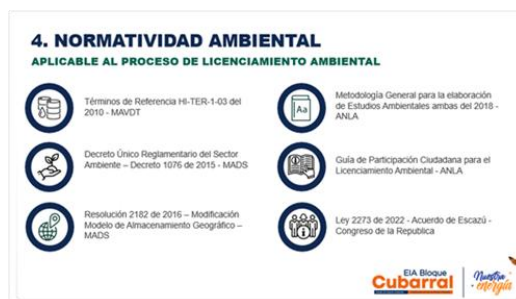 4. NORMATIVIDAD AMBIENTAL
APLICABLE AL PROCESO DE LICENCIAMIENTO AMBIENTAL
Términos de Referencia HI-TER-1-03 del
2010 - MAVDT
Decreto Único Reglamentario del Sector
Ambiente – Decreto 1076 de 2015 - MADS
Resolución 2182 de 2016 – Modificación
Modelo de Almacenamiento Geográfico –
MADS
Aa
Metodología General para la elaboración
de Estudios Ambientales ambas del 2018 -
ANLA
Guía de Participación Ciudadana para el
Licenciamiento Ambiental - ANLA
Ley 2273 de 2022 - Acuerdo de Escazú -
Congreso de la Republica
EIA Bloque
Cubarral
Nuestra
energía